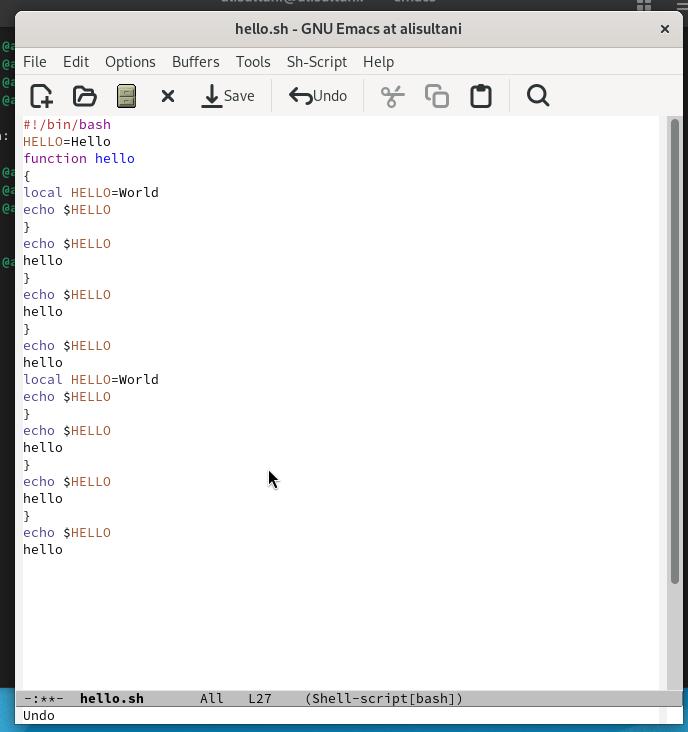 hello.sh - GNU Emacs at alisultani
File Edit Options Buffers Tools Sh-Script Help
Save Undo
#!/bin/bash
HELLO=Hello
function hello
{
local HELLO=World
echo $HELLO
}
echo $HELLO
hello
}
echo $HELLO
hello
}
echo $HELLO
hello
local HELLO=World
echo $HELLO
}
echo $HELLO
hello
}
echo $HELLO
hello
}
echo $HELLO
hello
-:**- hello.sh All L27 (Shell-script[bash])
Undo